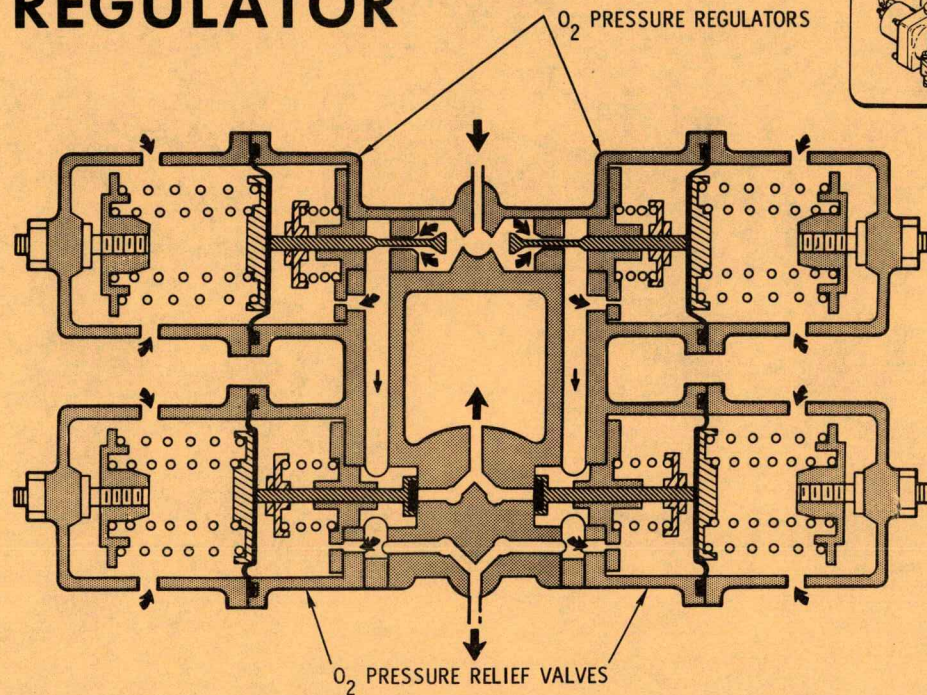 REGULATOR
O₂ PRESSURE REGULATORS
O₂ PRESSURE RELIEF VALVES